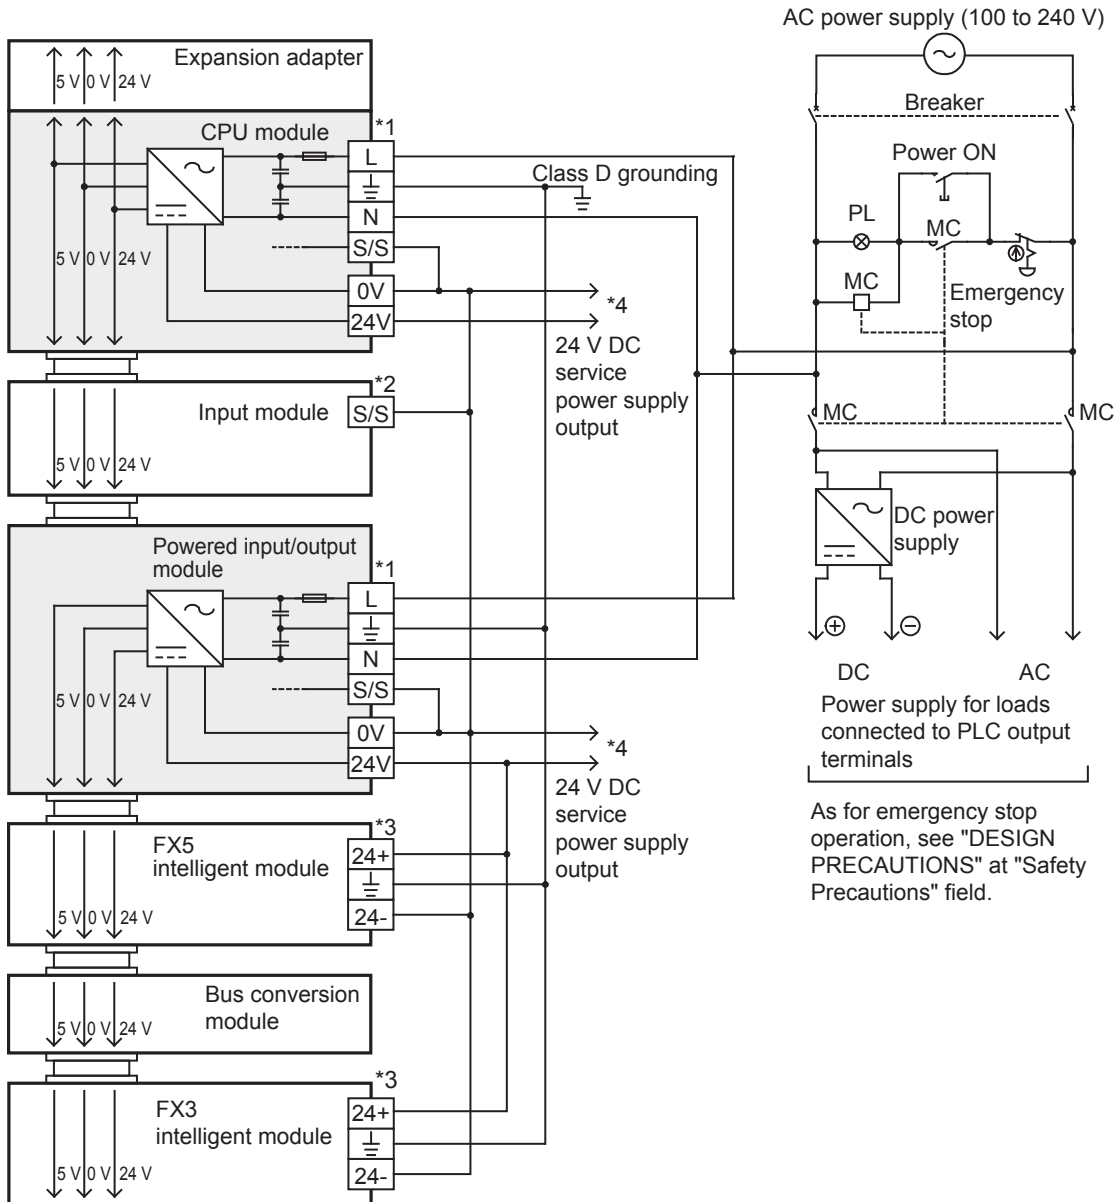 AC power supply (100 to 240 V)
Expansion adapter
5 V 0 V 24 V
Breaker
CPU module
*1
L
Class D grounding
N
S/S
0V
24V
5 V 0 V 24 V
*4
24 V DC
service
power supply
output
Power ON
PL
MC
MC
Emergency
stop
Input module
*2
S/S
5 V 0 V 24 V
MC
MC
DC power
supply
Powered input/output
module
*1
L
N
S/S
0V
24V
5 V 0 V 24 V
*4
24 V DC
service
power supply
output
DC
AC
Power supply for loads
connected to PLC output
terminals
As for emergency stop
operation, see "DESIGN
PRECAUTIONS" at "Safety
Precautions" field.
FX5
intelligent module
*3
24+
24-
5 V 0 V 24 V
Bus conversion
module
5 V 0 V 24 V
FX3
intelligent module
*3
24+
24-
5 V 0 V 24 V